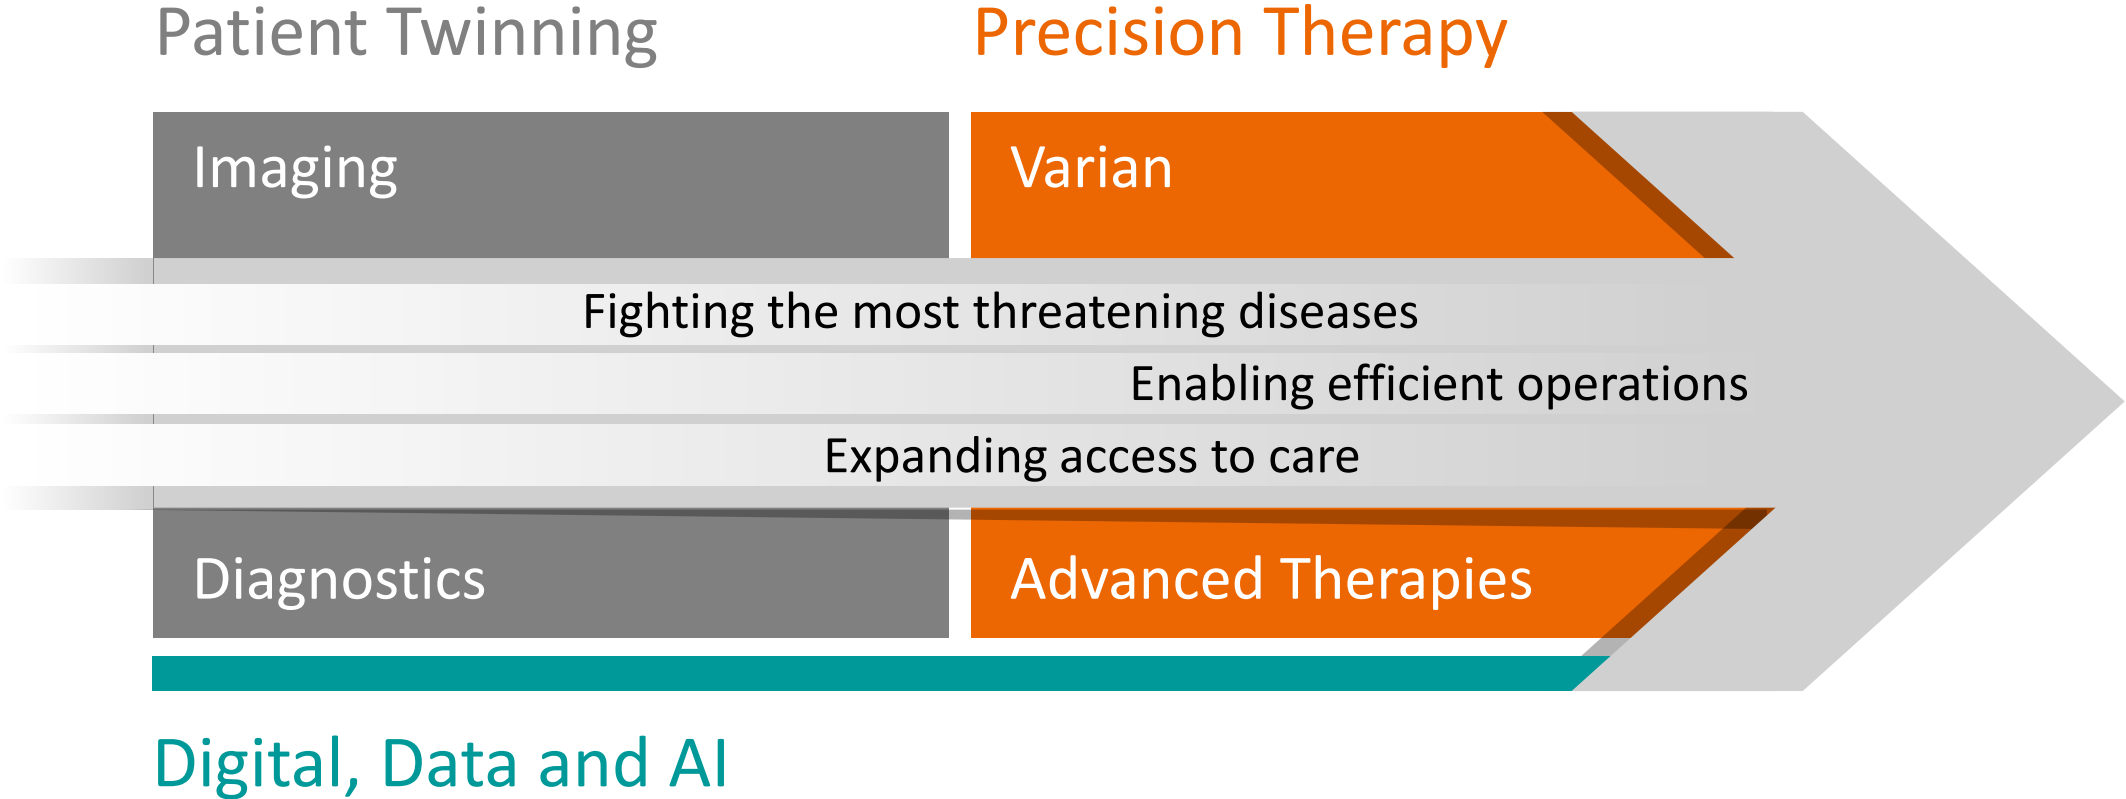 Patient Twinning
Precision Therapy
Imaging
Varian
Fighting the most threatening diseases
Enabling efficient operations
Expanding access to care
Diagnostics
Advanced Therapies
Digital, Data and AI